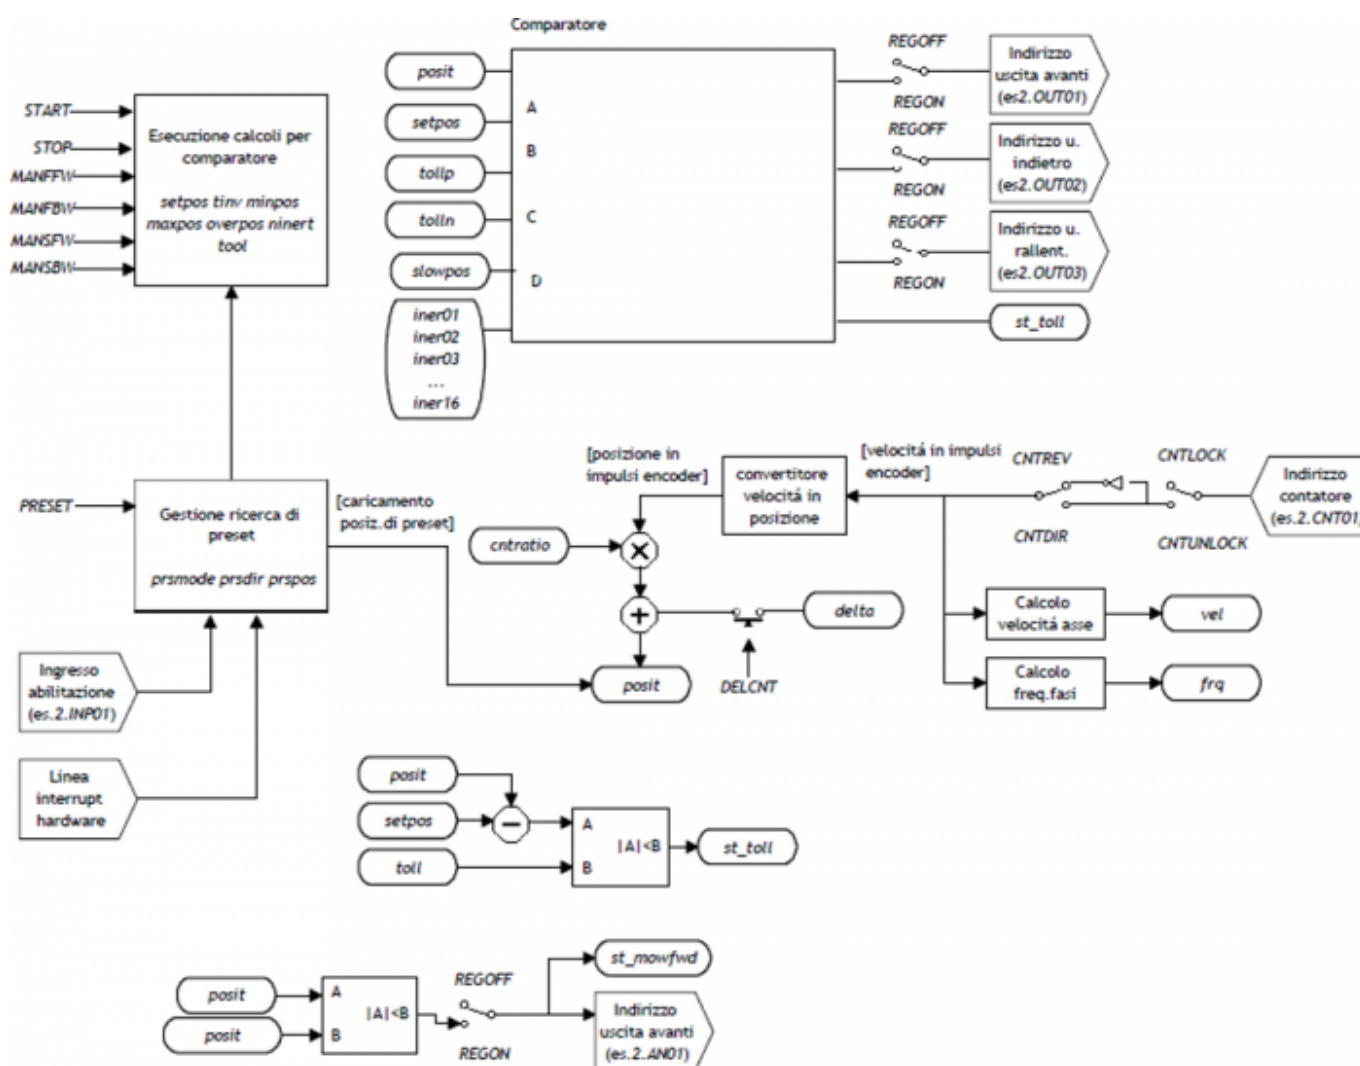 Comparatore
START
STOP
MANFFW
MANFBW
MANSFW
MANSBW
Esecuzione calcoli per
comparatore
setpos tinv minpos
maxpos overpos ninert
tool
posit
setpos
tollp
tolln
slowpos
iner01
iner02
iner03
...
iner16
A
B
C
D
REGOFF
REGON
Indirizzo
uscita avanti
(es2.OUT01)
REGOFF
REGON
Indirizzo u.
indietro
(es2.OUT02)
REGOFF
REGON
Indirizzo u.
rallent.
(es2.OUT03)
st_toll
PRESET
Gestione ricerca di
preset
prsmode prsdir prspos
[caricamento
posiz.di preset]
Ingresso
abilitazione
(es.2.INP01)
Linea
interrupt
hardware
[posizione in
impulsi encoder]
convertitore
velocitá in
posizione
[velocitá in impulsi
encoder]
CNTREV
CNTDIR
CNTLOCK
CNTUNLOCK
Indirizzo
contatore
(es.2.CNT01)
cntratio
×
+
delta
DELCNT
posit
Calcolo
velocitá asse
vel
Calcolo
freq.fasi
frq
posit
setpos
toll
−
A
B
|A|<B
st_toll
posit
posit
A
B
|A|<B
REGOFF
REGON
st_mowfwd
Indirizzo
uscita avanti
(es.2.AN01)